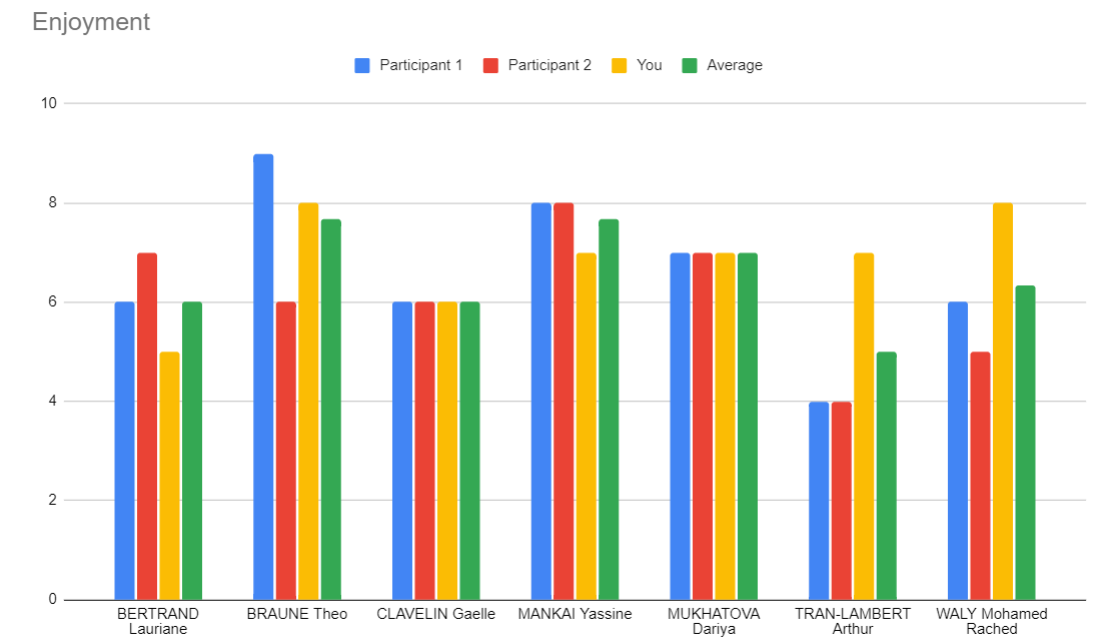 Enjoyment
Participant 1 Participant 2 You Average
10
8
6
4
2
0
BERTRAND Lauriane
BRAUNE Theo
CLAVELIN Gaelle
MANKAI Yassine
MUKHATOVA Dariya
TRAN-LAMBERT Arthur
WALY Mohamed Rached